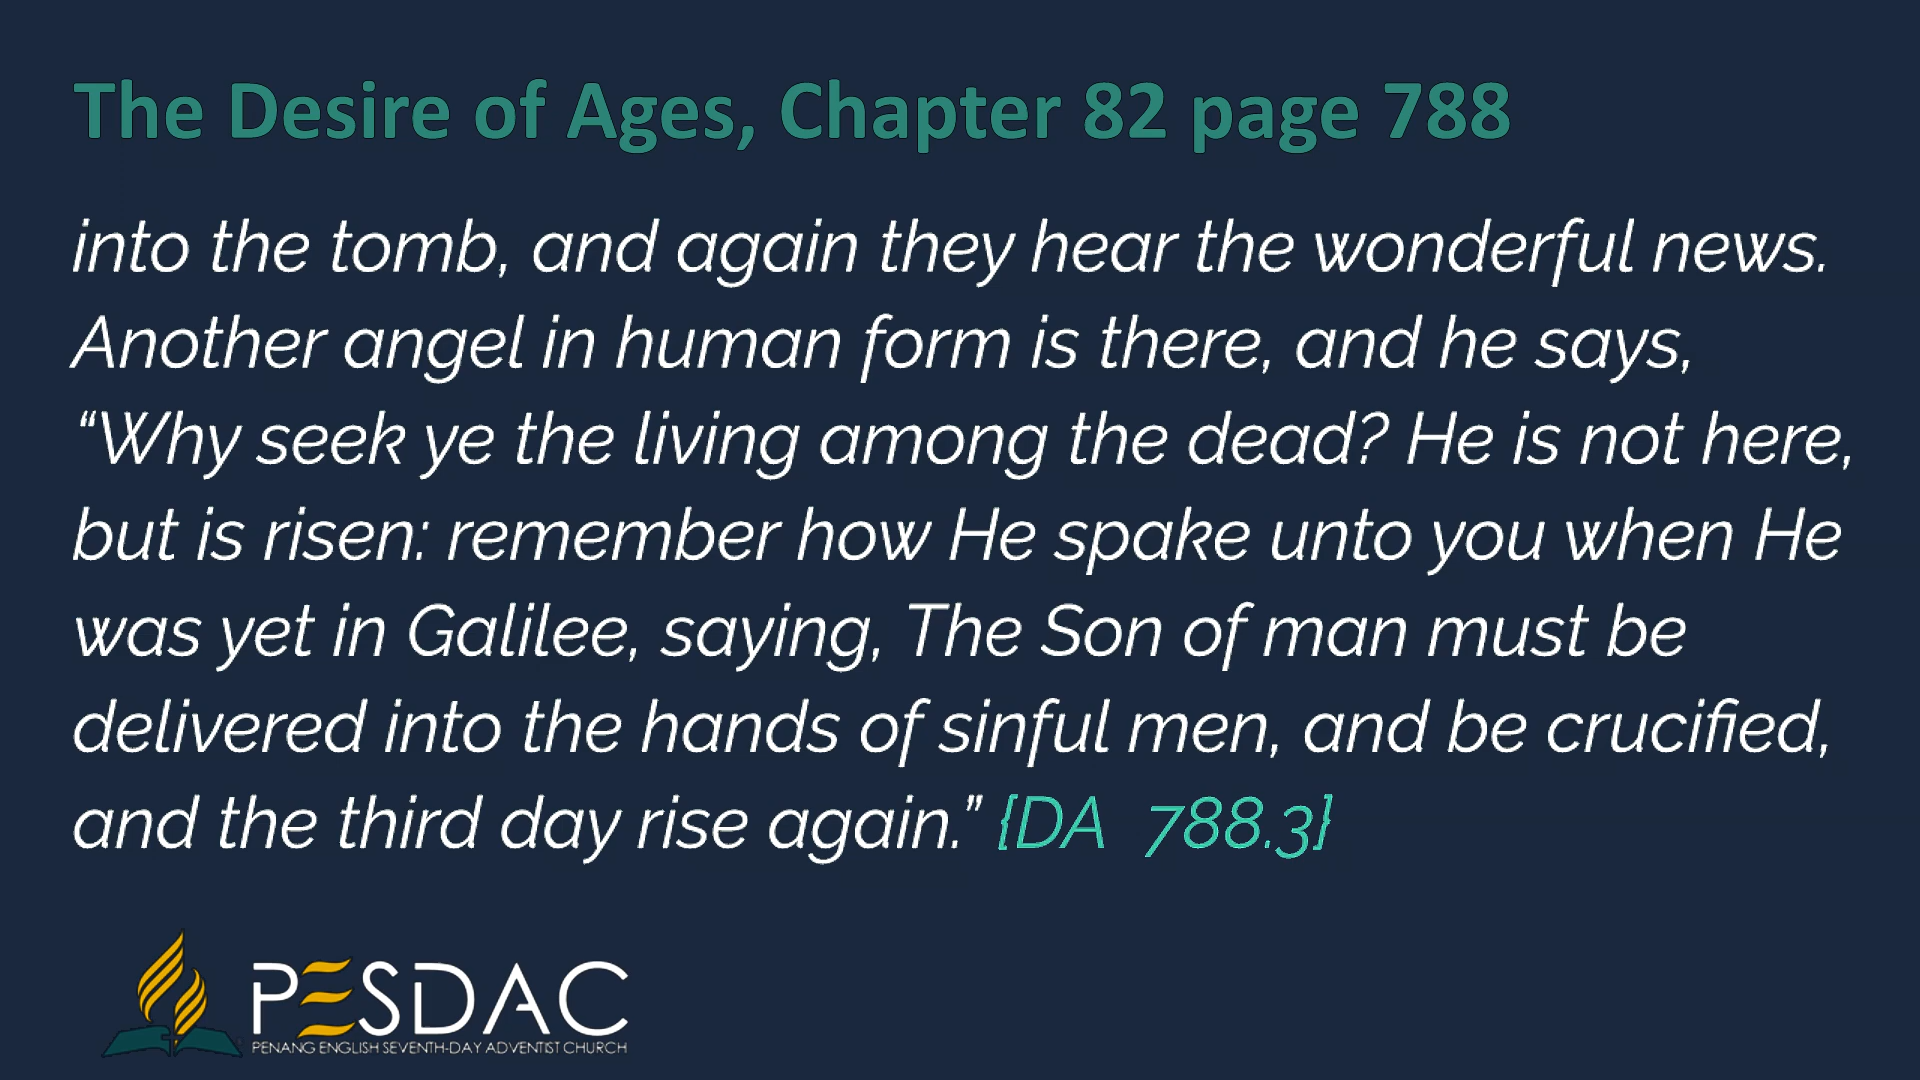 The Desire of Ages, Chapter 82 page 788
into the tomb, and again they hear the wonderful news.
Another angel in human form is there, and he says,
“Why seek ye the living among the dead? He is not here,
but is risen: remember how He spake unto you when He
was yet in Galilee, saying, The Son of man must be
delivered into the hands of sinful men, and be crucified,
and the third day rise again.” {DA 788.3}
PESDAC
PENANG ENGLISH SEVENTH-DAY ADVENTIST CHURCH